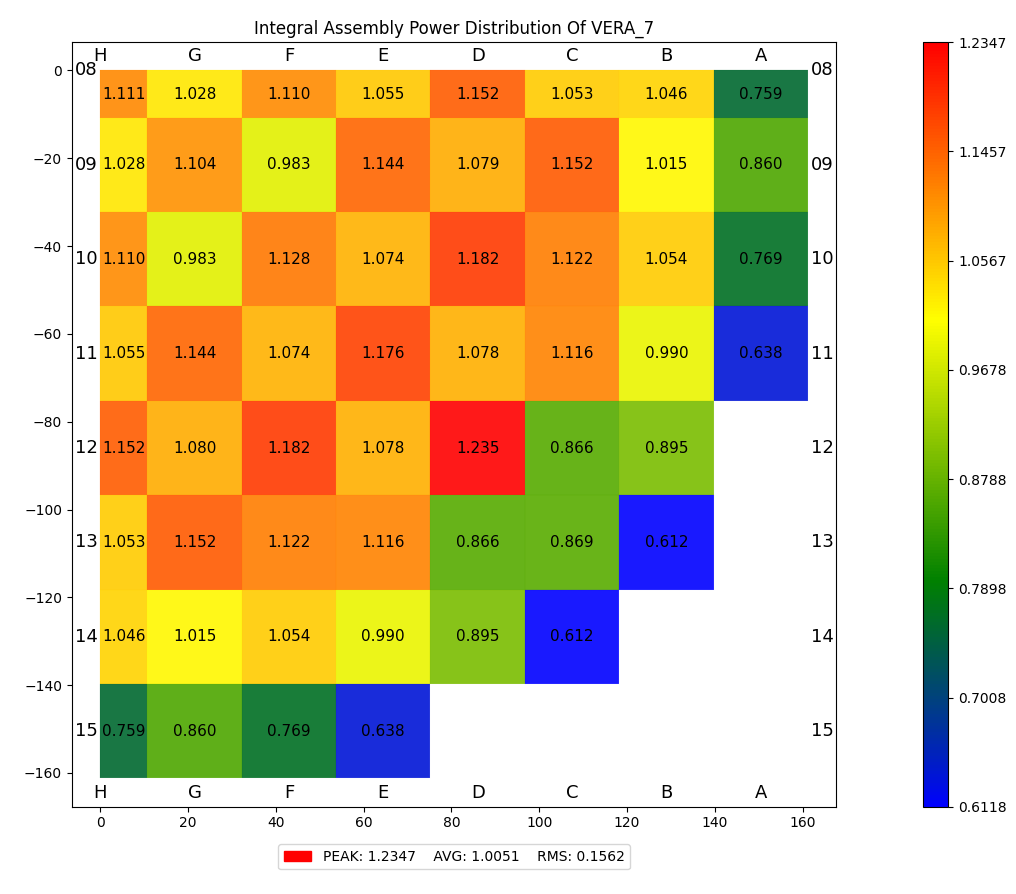 Integral Assembly Power Distribution Of VERA_7
H G F E D C B A
0 08 1.111 1.028 1.110 1.055 1.152 1.053 1.046 0.759 08
−20 09 1.028 1.104 0.983 1.144 1.079 1.152 1.015 0.860 09
−40 10 1.110 0.983 1.128 1.074 1.182 1.122 1.054 0.769 10
−60 11 1.055 1.144 1.074 1.176 1.078 1.116 0.990 0.638 11
−80 12 1.152 1.080 1.182 1.078 1.235 0.866 0.895 12
−100 13 1.053 1.152 1.122 1.116 0.866 0.869 0.612 13
−120 14 1.046 1.015 1.054 0.990 0.895 0.612 14
−140 15 0.759 0.860 0.769 0.638 15
−160
H G F E D C B A
0 20 40 60 80 100 120 140 160
PEAK: 1.2347 AVG: 1.0051 RMS: 0.1562
1.2347
1.1457
1.0567
0.9678
0.8788
0.7898
0.7008
0.6118